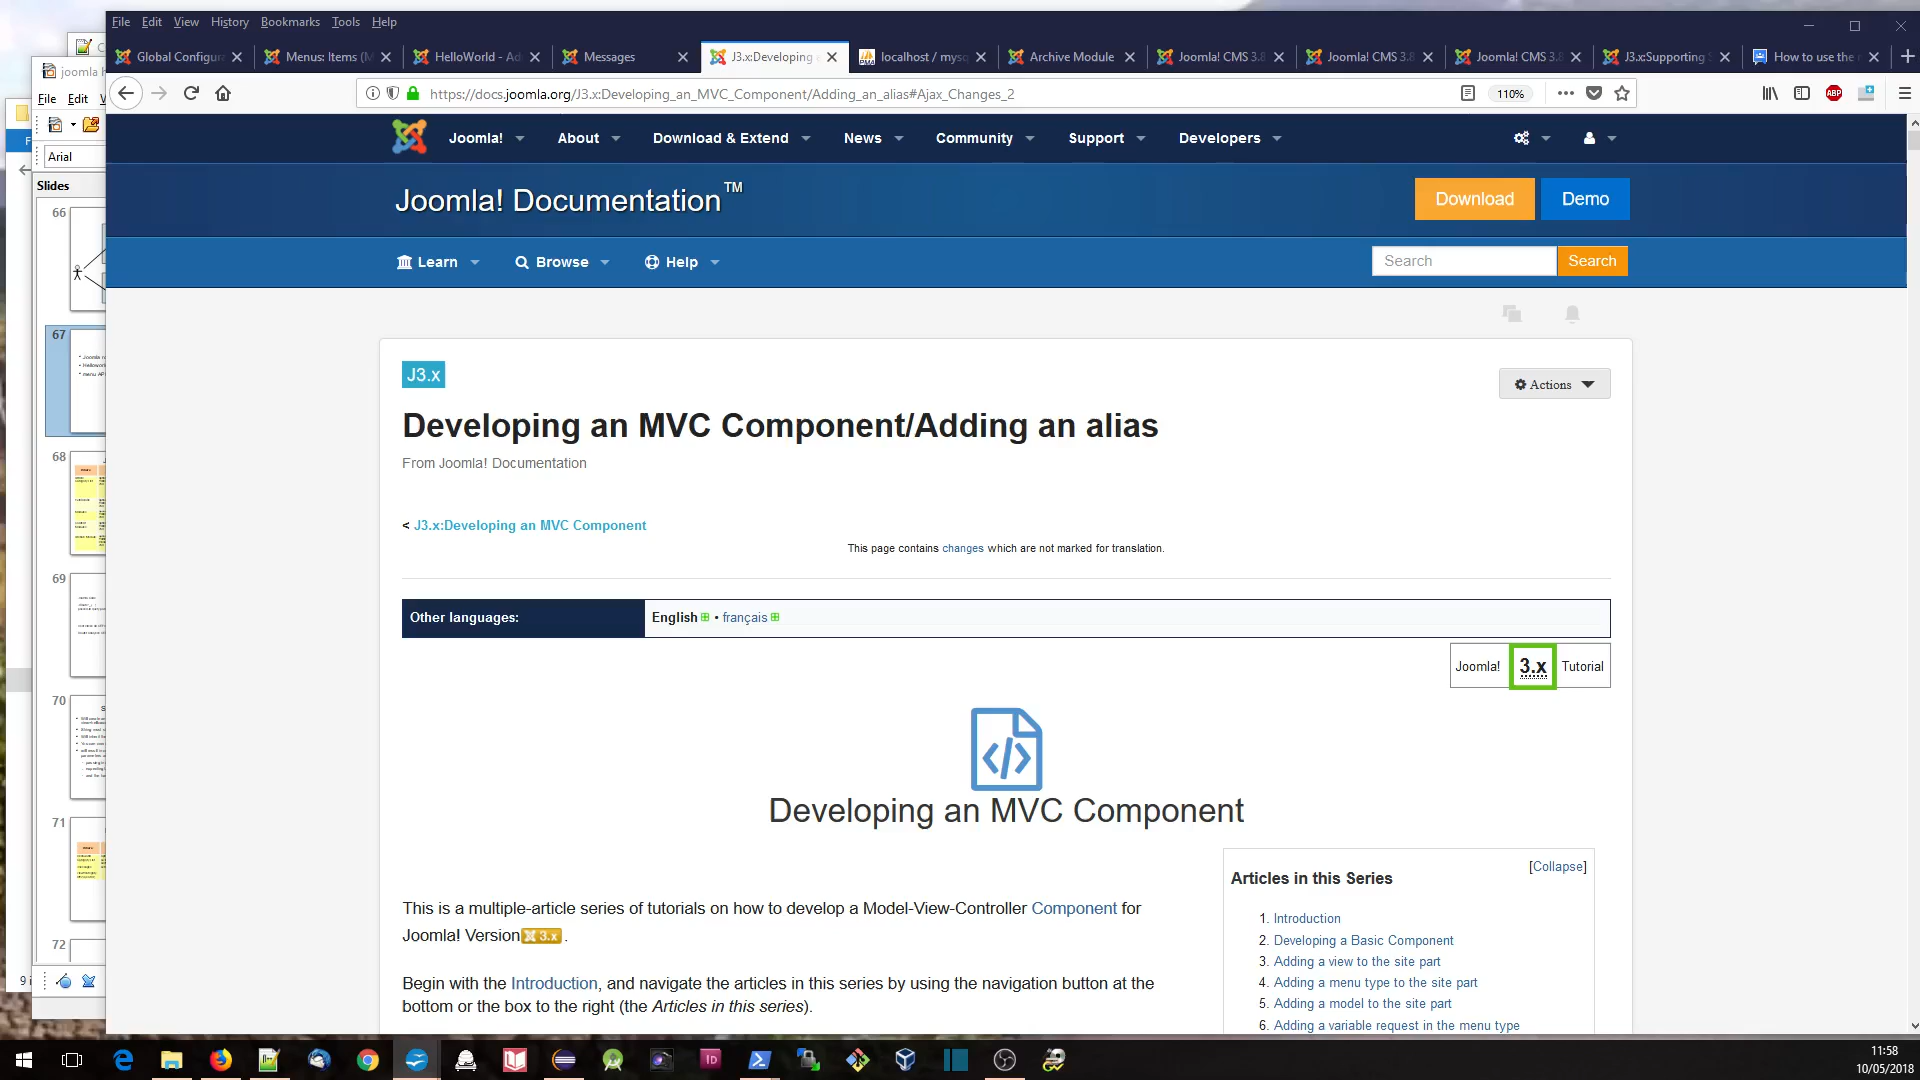 File Edit View History Bookmarks Tools Help
Global Configura
Menus: Items (M
HelloWorld - Ad
Messages
J3.x:Developing
localhost / mysq
Archive Module
Joomla! CMS 3.8
Joomla! CMS 3.8
Joomla! CMS 3.8
J3.x:Supporting
How to use the
https://docs.joomla.org/J3.x:Developing_an_MVC_Component/Adding_an_alias#Ajax_Changes_2
110%
ABP
joomla h
File Edit V
Arial
Slides
66
67
68
69
70
71
72
Joomla! About Download & Extend News Community Support Developers
Joomla! Documentation™
Download Demo
Learn Browse Help
Search Search
J3.x
Actions
Developing an MVC Component/Adding an alias
From Joomla! Documentation
< J3.x:Developing an MVC Component
This page contains changes which are not marked for translation.
Other languages: English • français
Joomla! 3.x Tutorial
Developing an MVC Component
This is a multiple-article series of tutorials on how to develop a Model-View-Controller Component for
Joomla! Version 3.x .
Begin with the Introduction, and navigate the articles in this series by using the navigation button at the
bottom or the box to the right (the Articles in this series).
[Collapse]
Articles in this Series
1. Introduction
2. Developing a Basic Component
3. Adding a view to the site part
4. Adding a menu type to the site part
5. Adding a model to the site part
6. Adding a variable request in the menu type
11:58
10/05/2018